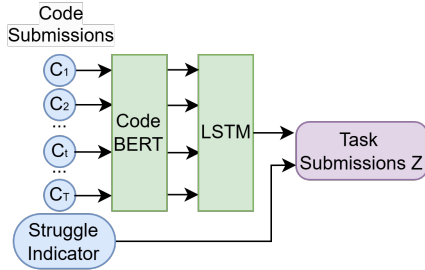 Code
Submissions
C1
C2
...
Ct
...
CT
Code
BERT
LSTM
Task
Submissions Z
Struggle
Indicator